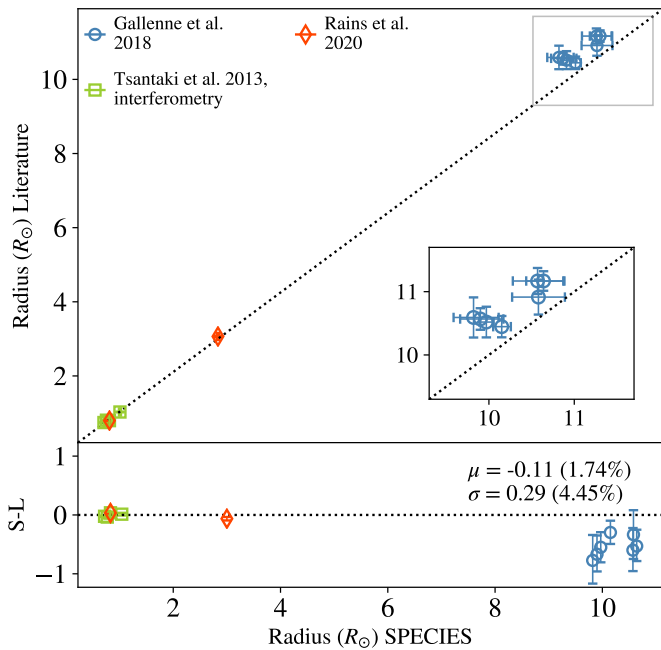 Gallenne et al.
2018
Rains et al.
2020
Tsantaki et al. 2013,
interferometry
Radius (R⊙) Literature
10
8
6
4
2
11
10
10
11
S-L
1
0
−1
μ = -0.11 (1.74%)
σ = 0.29 (4.45%)
2
4
6
8
10
Radius (R⊙) SPECIES